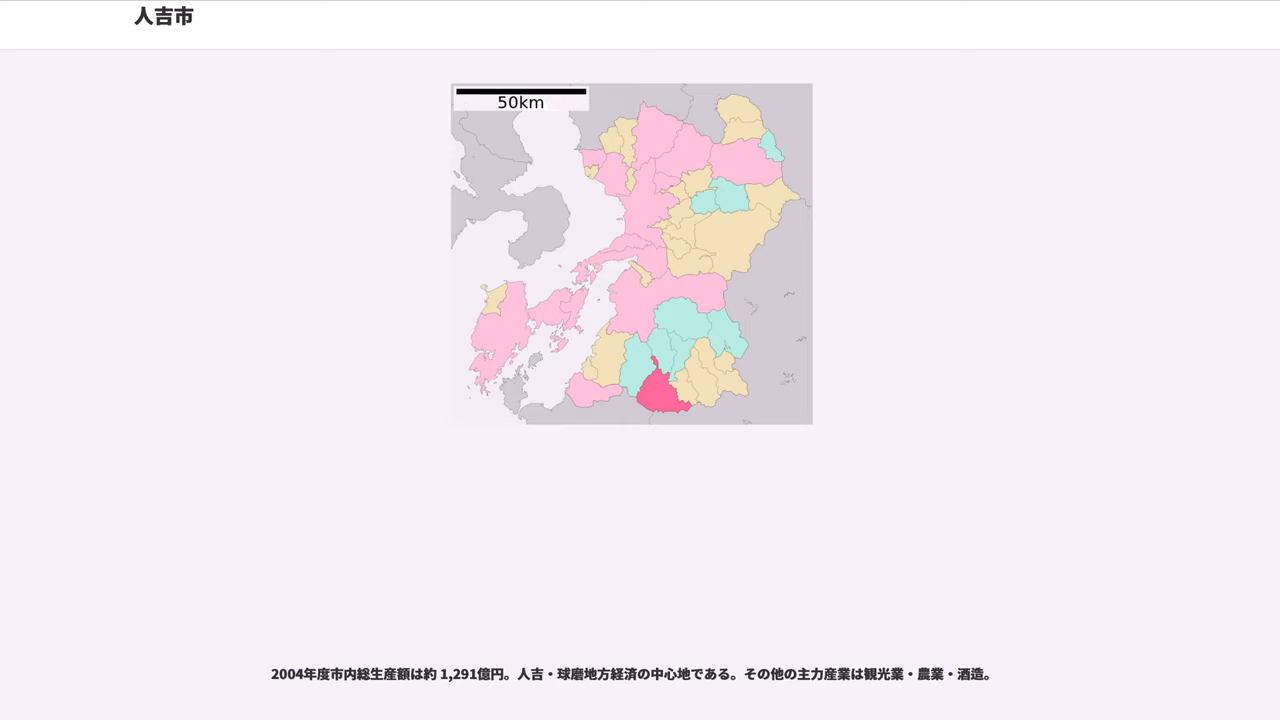 人吉市
50km
2004年度市内総生産額は約 1,291億円。人吉・球磨地方経済の中心地である。その他の主力産業は観光業・農業・酒造。